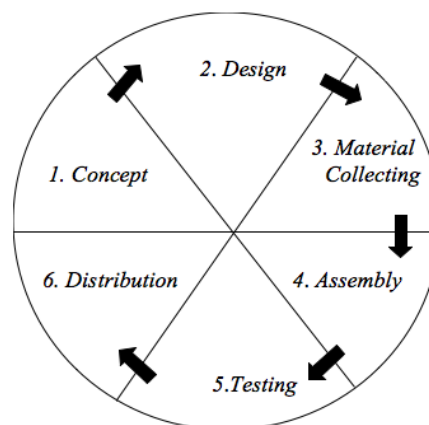 1. Concept
2. Design
3. Material
Collecting
4. Assembly
5.Testing
6. Distribution